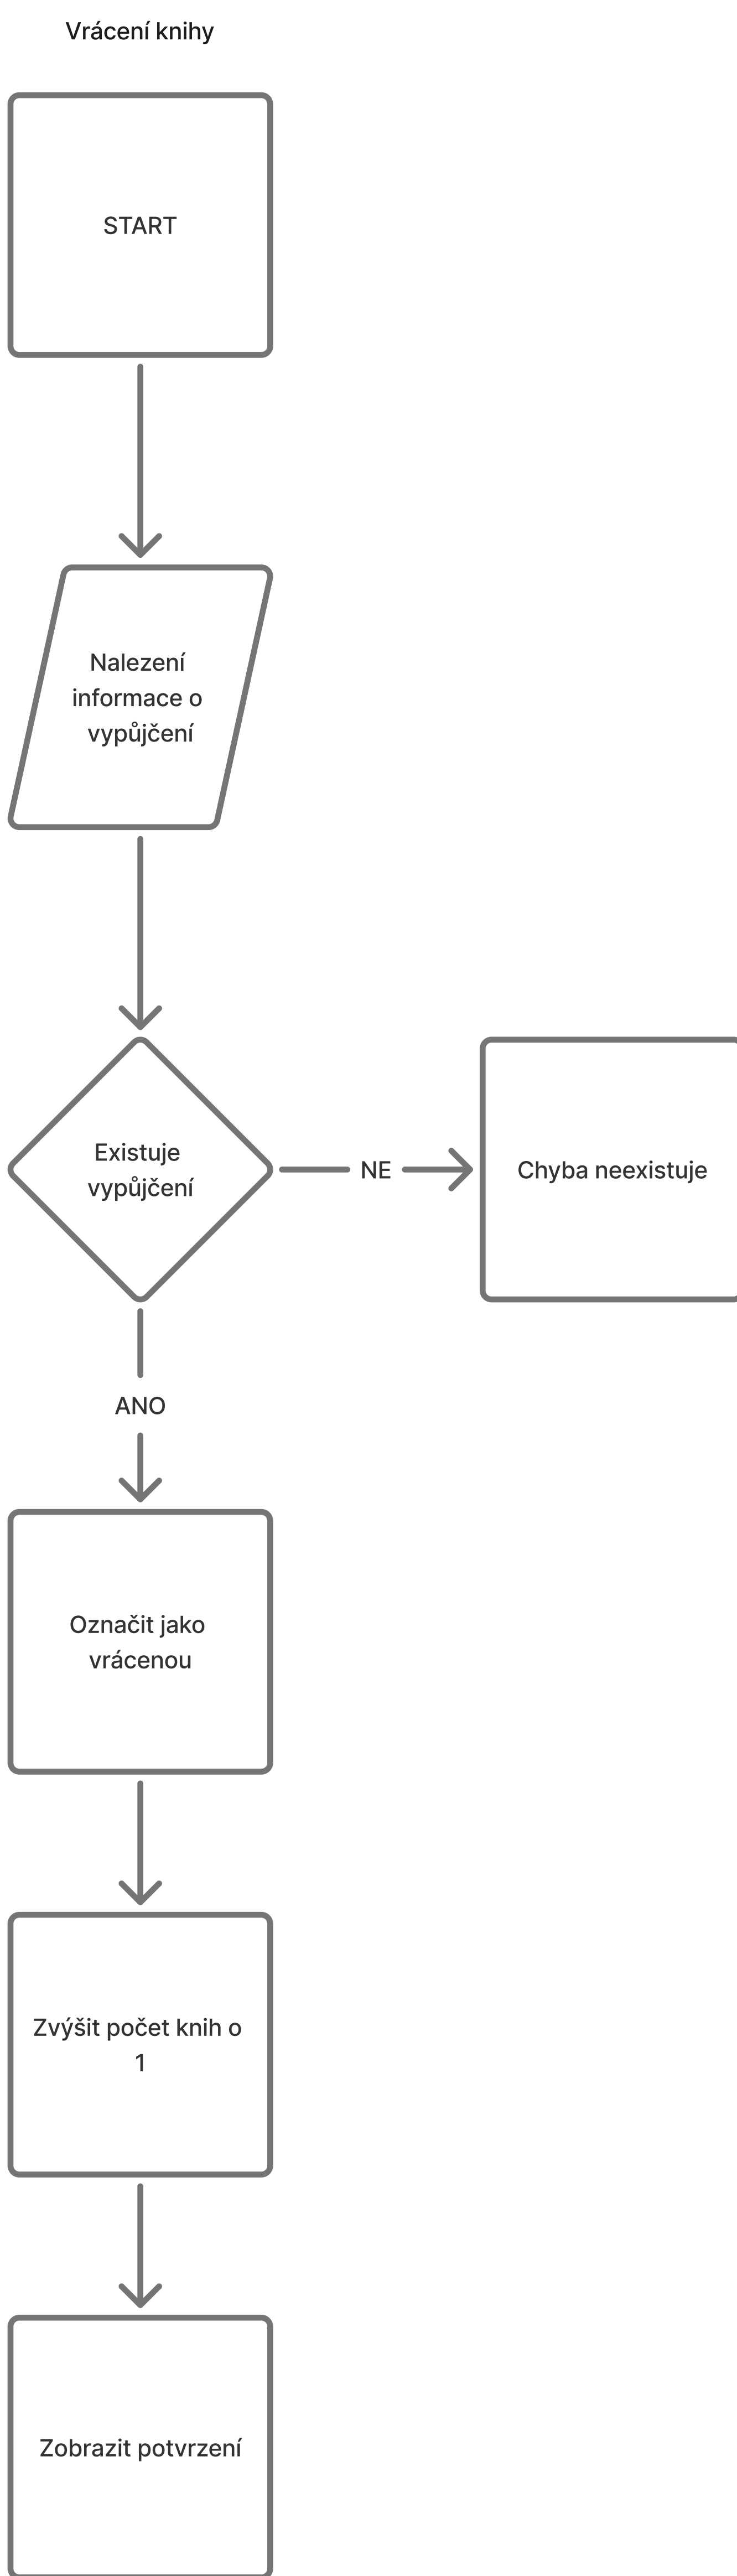 Vrácení knihy
START
Nalezení
informace o
vypůjčení
Existuje
vypůjčení
NE
Chyba neexistuje
ANO
Označit jako
vrácenou
Zvýšit počet knih o
1
Zobrazit potvrzení